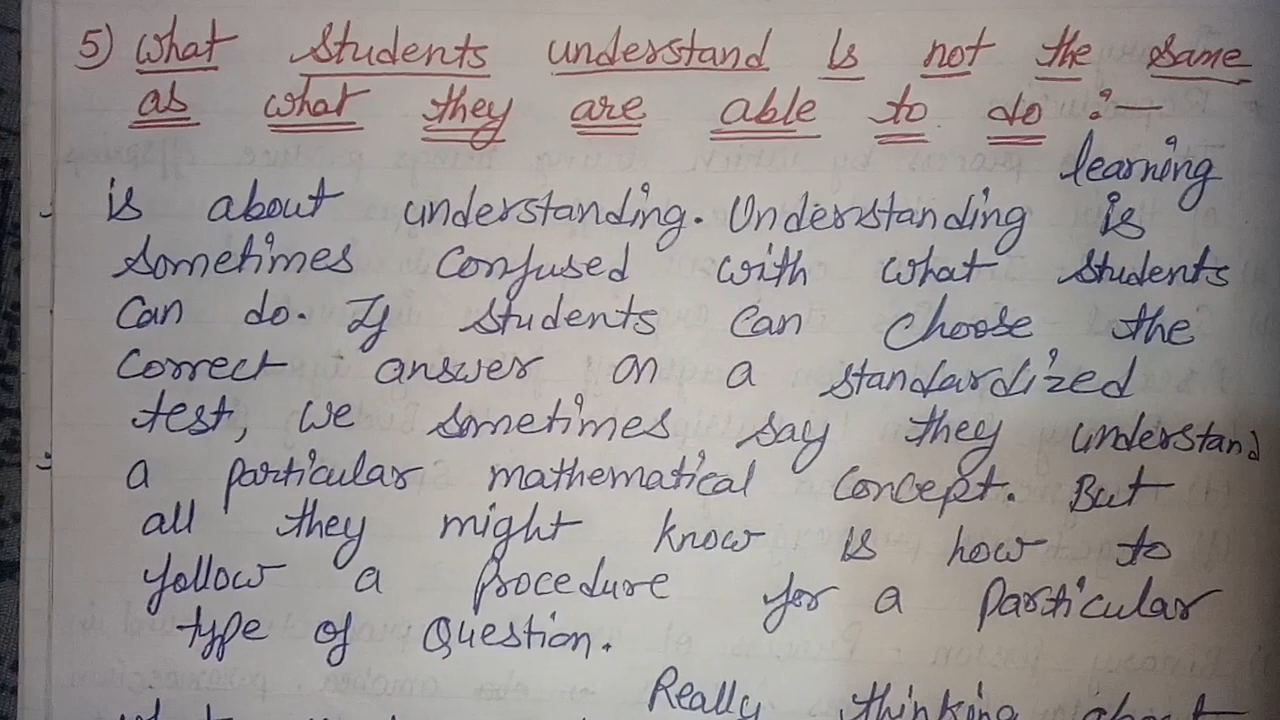 5) What students understand is not the same
as what they are able to do :—
learning
is about understanding. Understanding is
sometimes confused with what students
can do. If students can choose the
correct answer on a standardized
test, we sometimes say they understand
a particular mathematical concept. But
all they might know is how to
follow a procedure for a particular
type of question.
Really thinking about